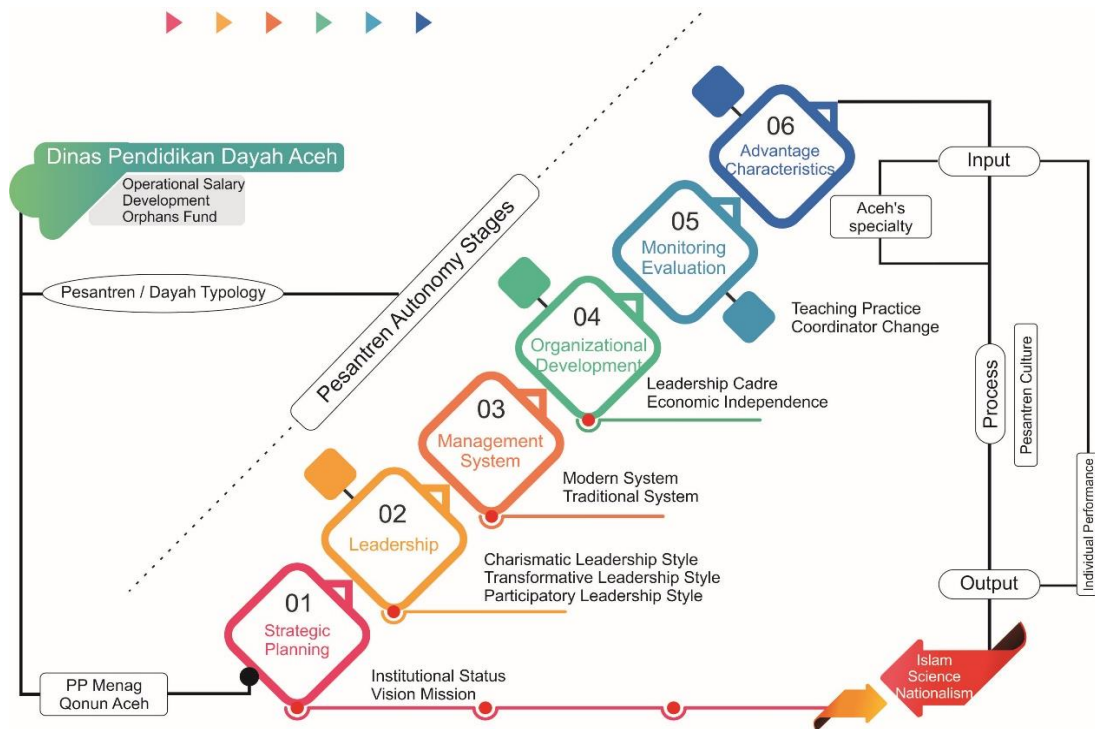 Dinas Pendidikan Dayah Aceh
Operational Salary
Development
Orphans Fund
Pesantren / Dayah Typology
Pesantren Autonomy Stages
PP Menag
Qonun Aceh
01
Strategic
Planning
Institutional Status
Vision Mission
02
Leadership
Charismatic Leadership Style
Transformative Leadership Style
Participatory Leadership Style
03
Management
System
Modern System
Traditional System
04
Organizational
Development
Leadership Cadre
Economic Independence
05
Monitoring
Evaluation
Teaching Practice
Coordinator Change
06
Advantage
Characteristics
Input
Aceh's
specialty
Process
Pesantren Culture
Individual Performance
Output
Islam
Science
Nationalism